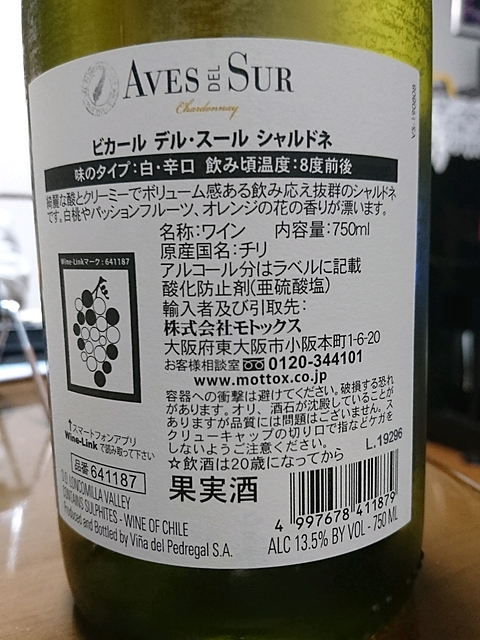 AVES DEL SUR
Chardonnay
ビカール デル・スール シャルドネ
味のタイプ:白・辛口 飲み頃温度:8度前後
綺麗な酸とクリーミーでボリューム感ある飲み応え抜群のシャルドネ
です。白桃やパッションフルーツ、オレンジの花の香りが漂います。
名称:ワイン 内容量:750ml
原産国名:チリ
アルコール分はラベルに記載
酸化防止剤(亜硫酸塩)
輸入者及び引取先:
株式会社モトックス
大阪府東大阪市小阪本町1-6-20
お客様相談室 0120-344101
www.mottox.co.jp
容器への衝撃は避けてください。破損する恐れ
があります。オリ、酒石が沈殿していることが
ありますが品質には問題はございません。ス
クリューキャップの切り口で指などケガを
しないようご注意ください。
L.19296
☆飲酒は20歳になってから
果実酒
Wine-Linkマーク:641187
↑スマートフォンアプリ
Wine-Linkで読み取って下さい
品番 641187
D.O. LONCOMILLA VALLEY
CONTAINS SULPHITES - WINE OF CHILE
Produced and Bottled by Viña del Pedregal S.A.
4 997678 411879
ALC 13.5% BY VOL - 750 ML